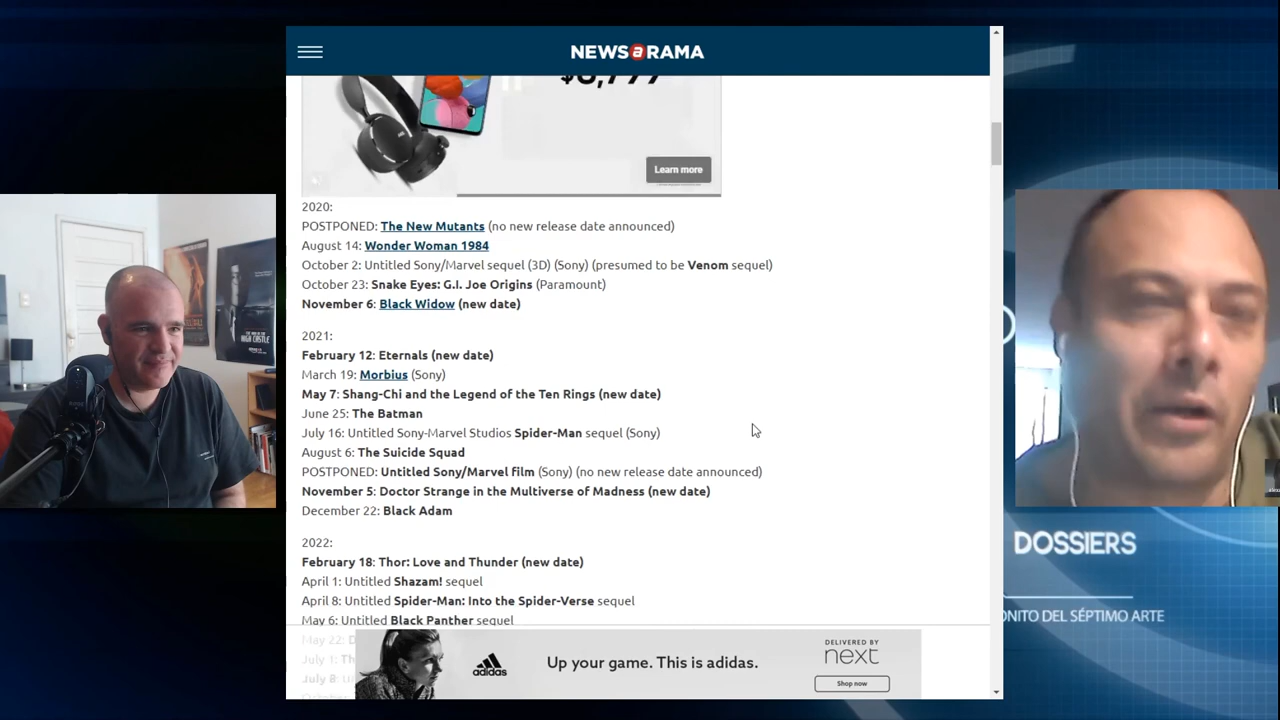 NEWSaRAMA
Learn more
2020:
POSTPONED: The New Mutants (no new release date announced)
August 14: Wonder Woman 1984
October 2: Untitled Sony/Marvel sequel (3D) (Sony) (presumed to be Venom sequel)
October 23: Snake Eyes: G.I. Joe Origins (Paramount)
November 6: Black Widow (new date)
2021:
February 12: Eternals (new date)
March 19: Morbius (Sony)
May 7: Shang-Chi and the Legend of the Ten Rings (new date)
June 25: The Batman
July 16: Untitled Sony-Marvel Studios Spider-Man sequel (Sony)
August 6: The Suicide Squad
POSTPONED: Untitled Sony/Marvel film (Sony) (no new release date announced)
November 5: Doctor Strange in the Multiverse of Madness (new date)
December 22: Black Adam
2022:
February 18: Thor: Love and Thunder (new date)
April 1: Untitled Shazam! sequel
April 8: Untitled Spider-Man: Into the Spider-Verse sequel
May 6: Untitled Black Panther sequel
May 22:
July 1:
July 8:
adidas
Up your game. This is adidas.
DELIVERED BY
next
Shop now
HIGH CASTLE
DOSSIERS
DEL SÉPTIMO ARTE